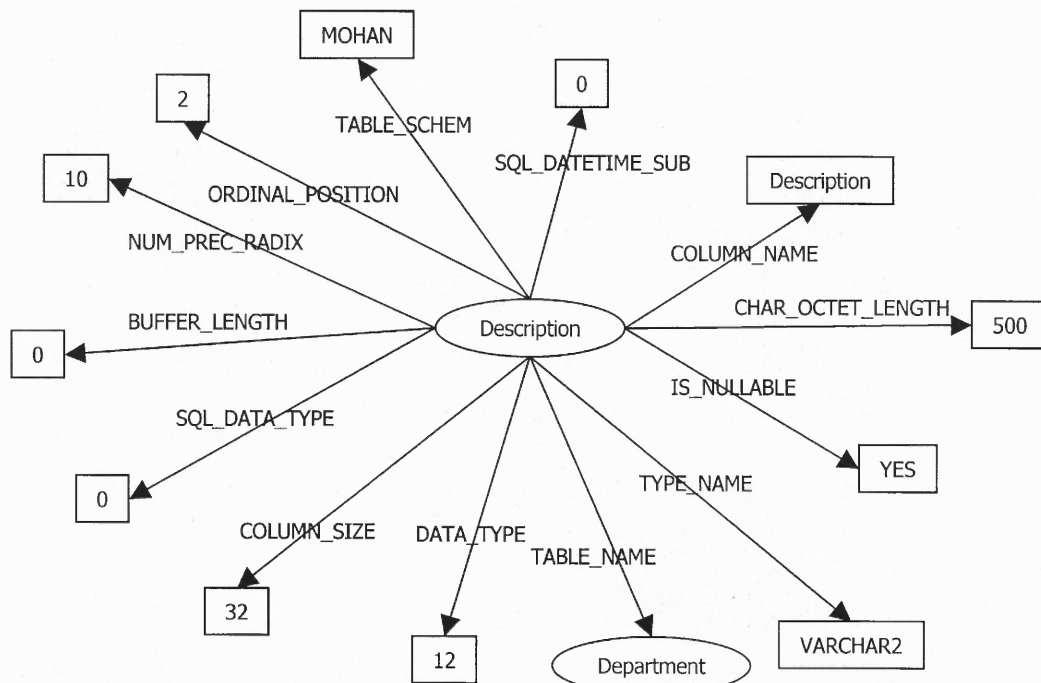 MOHAN
2
0
TABLE_SCHEM
SQL_DATETIME_SUB
10
ORDINAL_POSITION
Description
NUM_PREC_RADIX
COLUMN_NAME
BUFFER_LENGTH
Description
CHAR_OCTET_LENGTH
0
500
SQL_DATA_TYPE
IS_NULLABLE
0
YES
COLUMN_SIZE
DATA_TYPE
TABLE_NAME
TYPE_NAME
32
12
Department
VARCHAR2